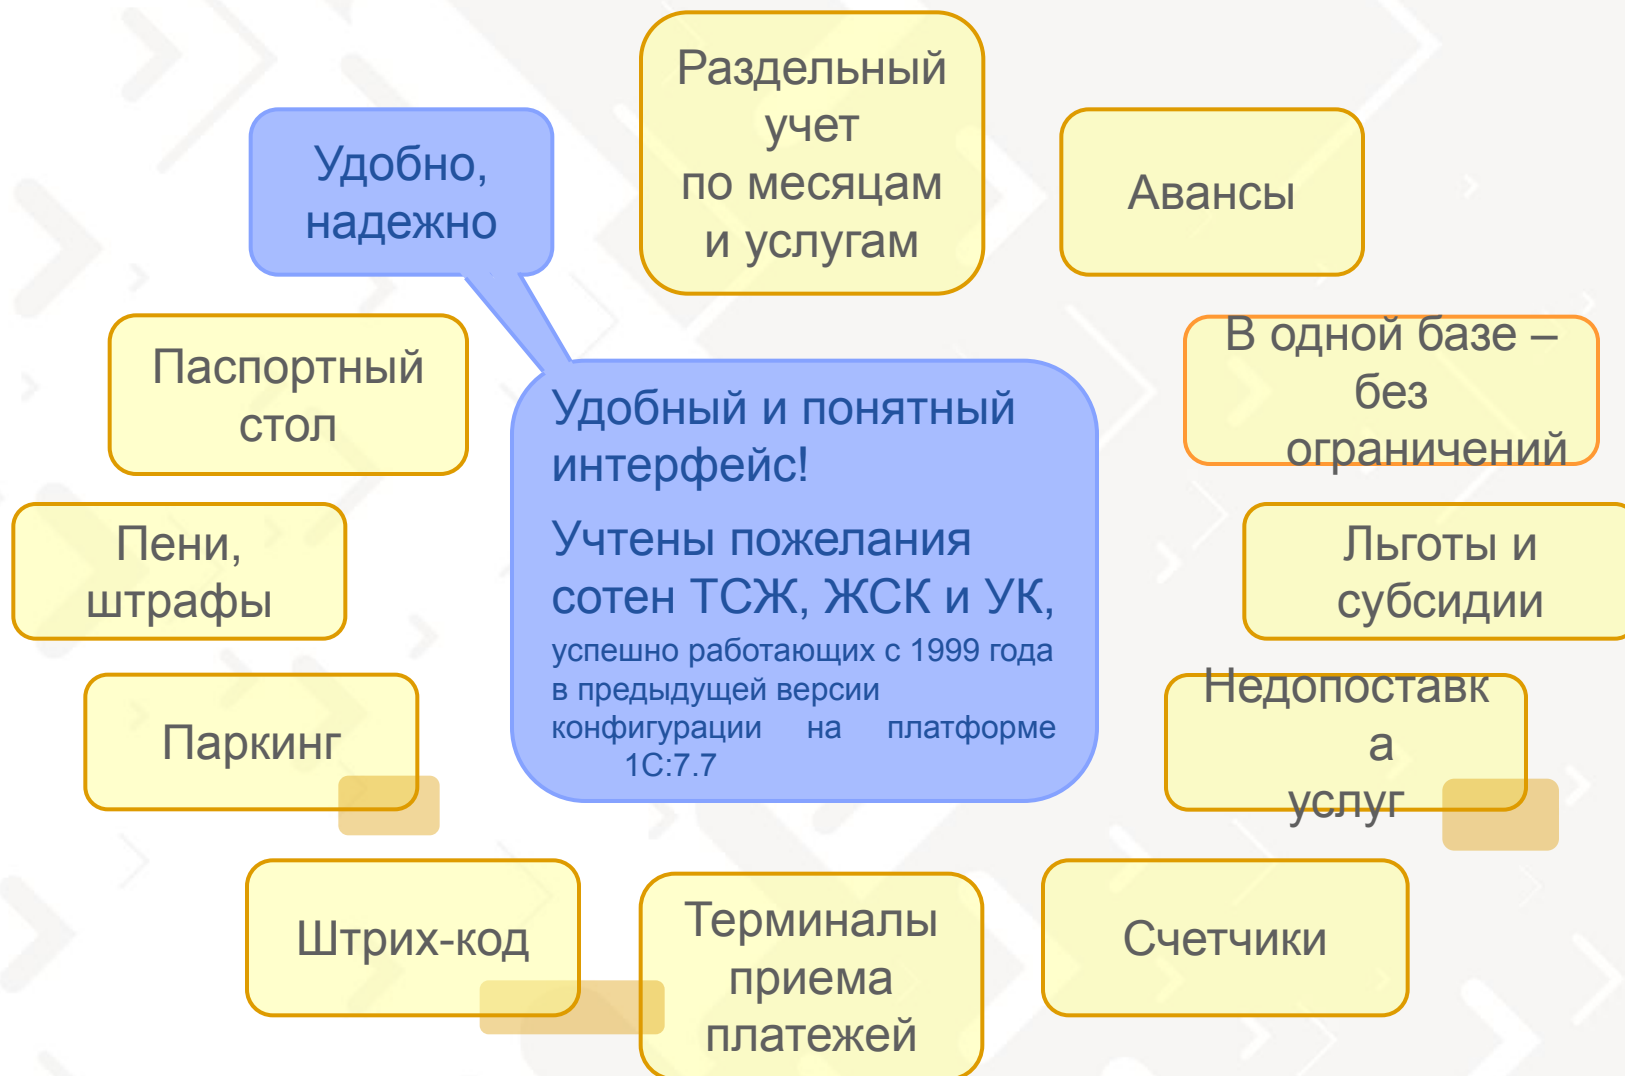 Раздельный
учет
по месяцам
и услугам
Удобно,
надежно
Авансы
В одной базе –
без
ограничений
Паспортный
стол
Удобный и понятный
интерфейс!
Учтены пожелания
сотен ТСЖ, ЖСК и УК,
успешно работающих с 1999 года
в предыдущей версии
конфигурации на платформе
1С:7.7
Пени,
штрафы
Льготы и
субсидии
Паркинг
Недопоставк
а
услуг
Штрих-код
Терминалы
приема
платежей
Счетчики